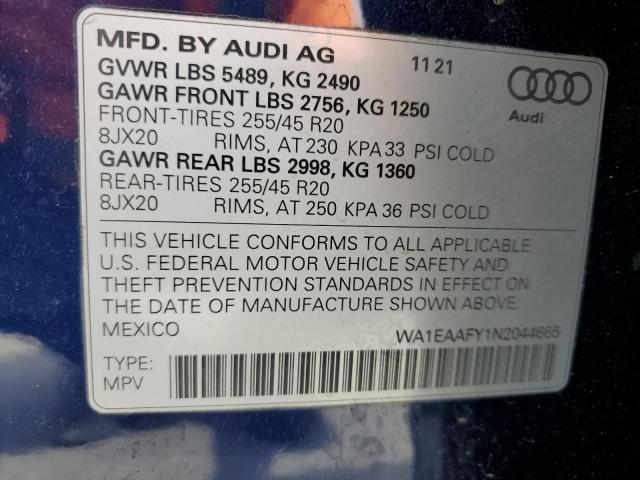 MFD. BY AUDI AG 11 21
GVWR LBS 5489, KG 2490
GAWR FRONT LBS 2756, KG 1250
FRONT-TIRES 255/45 R20
8JX20 RIMS, AT 230 KPA 33 PSI COLD
GAWR REAR LBS 2998, KG 1360
REAR-TIRES 255/45 R20
8JX20 RIMS, AT 250 KPA 36 PSI COLD
Audi
THIS VEHICLE CONFORMS TO ALL APPLICABLE
U.S. FEDERAL MOTOR VEHICLE SAFETY AND
THEFT PREVENTION STANDARDS IN EFFECT ON
THE DATE OF MANUFACTURE SHOWN ABOVE.
MEXICO WA1EAAFY1N2044665
TYPE:
MPV